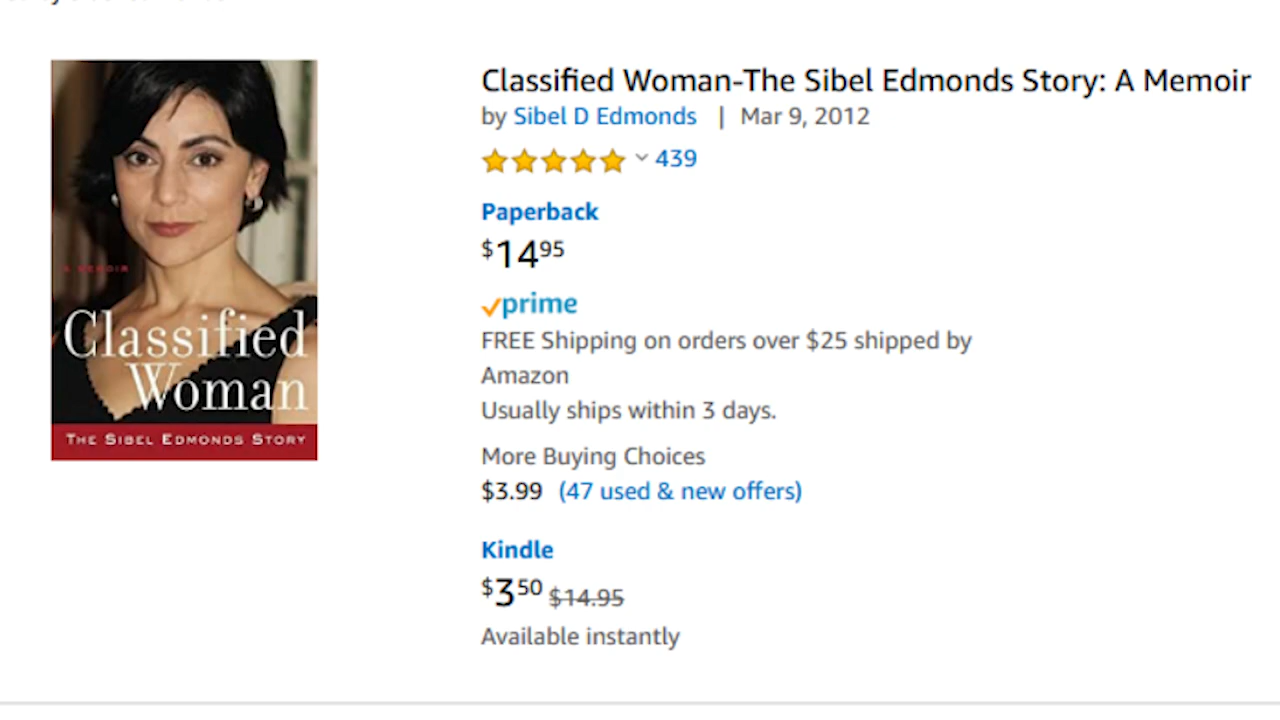 A MEMOIR
Classified
Woman
THE SIBEL EDMONDS STORY
Classified Woman-The Sibel Edmonds Story: A Memoir
by Sibel D Edmonds | Mar 9, 2012
439
Paperback
$14.95
prime
FREE Shipping on orders over $25 shipped by
Amazon
Usually ships within 3 days.
More Buying Choices
$3.99 (47 used & new offers)
Kindle
$3.50 $14.95
Available instantly